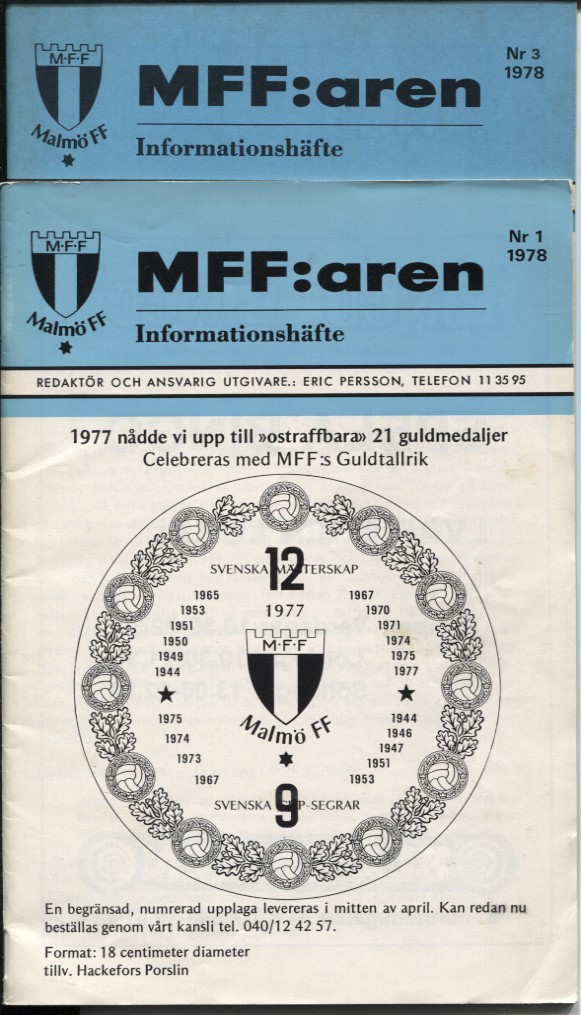 M·F·F
Malmö FF
MFF:aren
Nr 3
1978
Informationshäfte
M·F·F
Malmö FF
MFF:aren
Nr 1
1978
Informationshäfte
REDAKTÖR OCH ANSVARIG UTGIVARE.: ERIC PERSSON, TELEFON 11 35 95
1977 nådde vi upp till »ostraffbara» 21 guldmedaljer
Celebreras med MFF:s Guldtallrik
12
SVENSKA MÄSTERSKAP
1965
1953
1951
1950
1949
1944
1977
1967
1970
1971
1974
1975
1977
M·F·F
Malmö FF
1975
1974
1973
1967
1944
1946
1947
1951
1953
9
SVENSKA CUP-SEGRAR
En begränsad, numrerad upplaga levereras i mitten av april. Kan redan nu
beställas genom vårt kansli tel. 040/12 42 57.
Format: 18 centimeter diameter
tillv. Hackefors Porslin